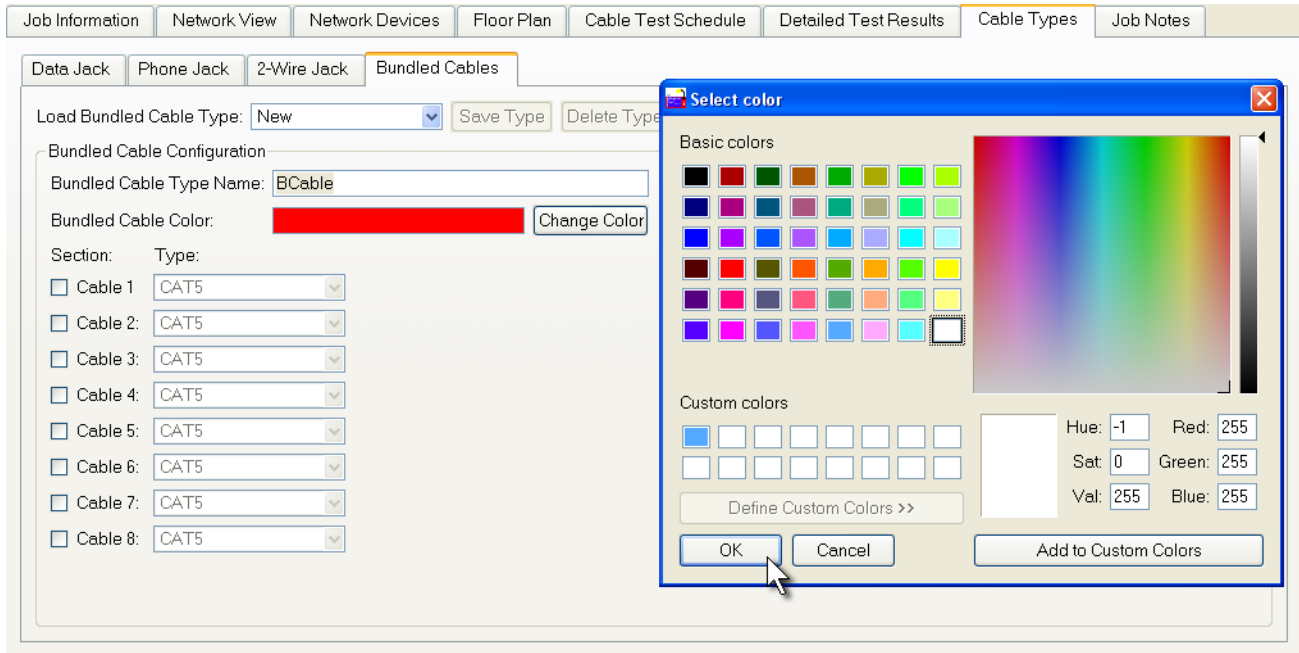 Job Information Network View Network Devices Floor Plan Cable Test Schedule Detailed Test Results Cable Types Job Notes
Data Jack Phone Jack 2-Wire Jack Bundled Cables
Load Bundled Cable Type: New Save Type Delete Type
Bundled Cable Configuration
Bundled Cable Type Name: BCable
Bundled Cable Color: Change Color
Section: Type:
Cable 1 CAT5
Cable 2: CAT5
Cable 3: CAT5
Cable 4: CAT5
Cable 5: CAT5
Cable 6: CAT5
Cable 7: CAT5
Cable 8: CAT5
Select color
Basic colors
Custom colors
Define Custom Colors >>
OK Cancel
Hue: -1 Red: 255
Sat: 0 Green: 255
Val: 255 Blue: 255
Add to Custom Colors